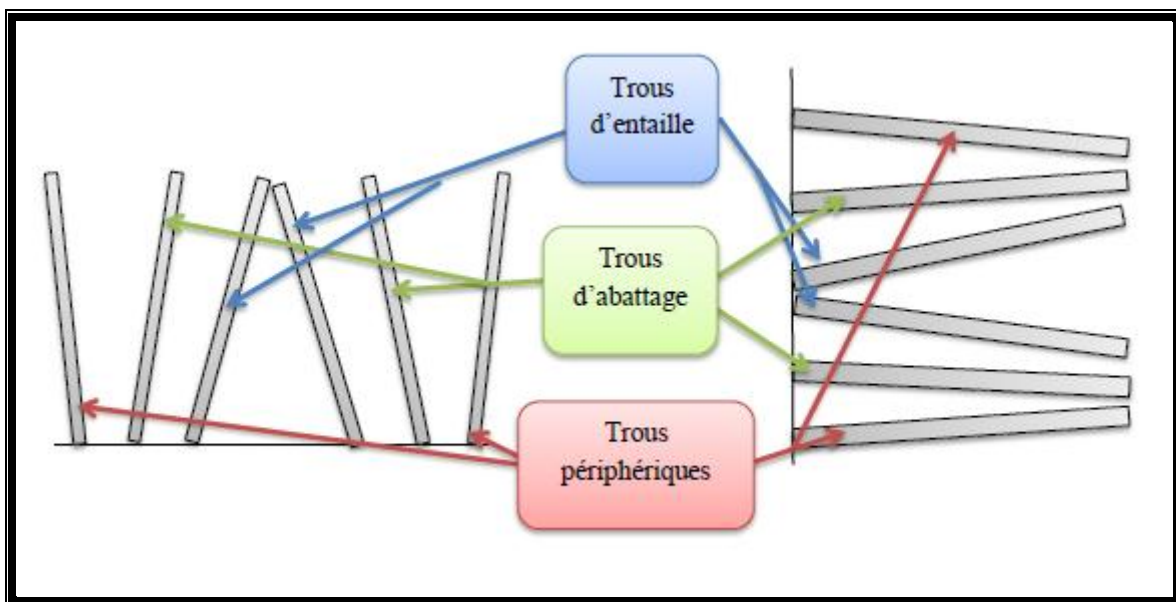 Trous
d’entaille
Trous
d’abattage
Trous
périphériques